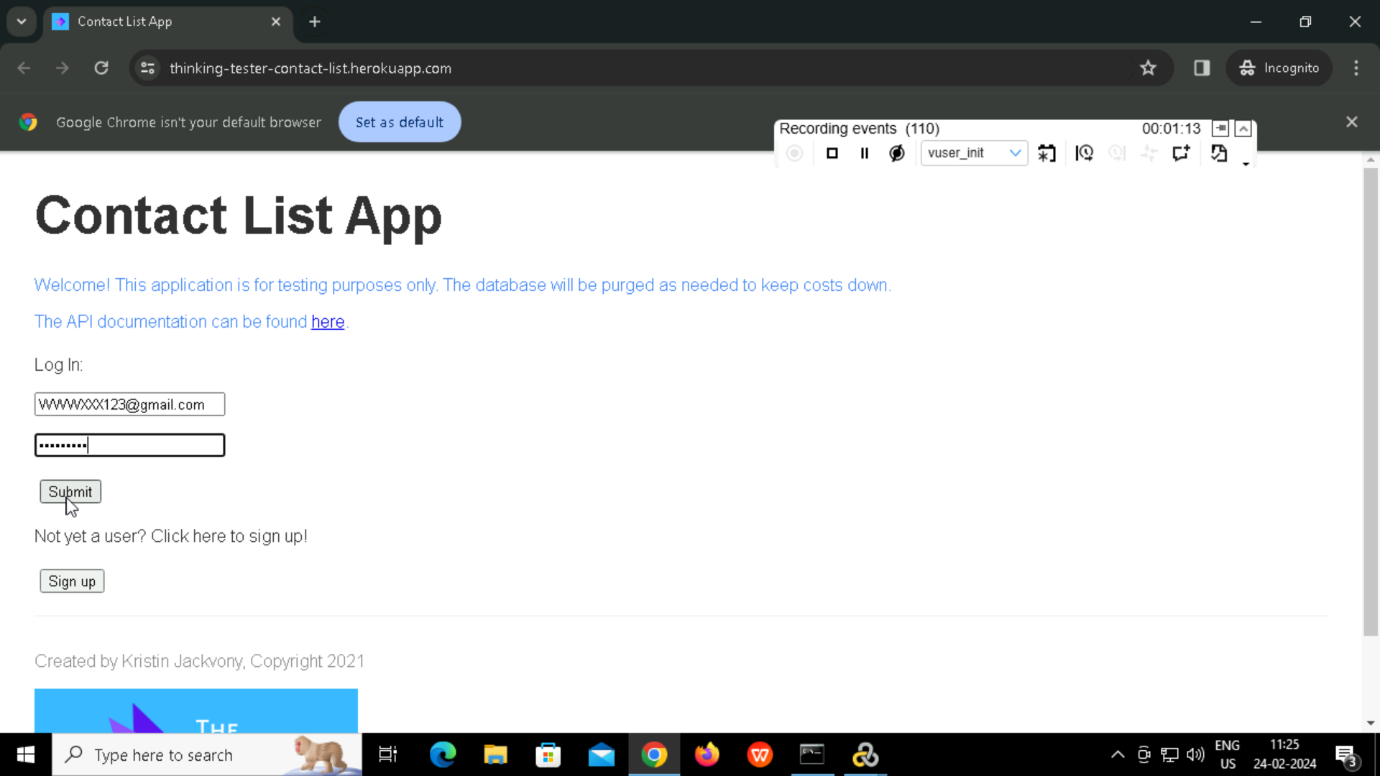 Contact List App
thinking-tester-contact-list.herokuapp.com
Incognito
Google Chrome isn't your default browser
Set as default
Recording events (110)
00:01:13
vuser_init
Contact List App
Welcome! This application is for testing purposes only. The database will be purged as needed to keep costs down.
The API documentation can be found here.
Log In:
WWWXXX123@gmail.com
•••••••••
Submit
Not yet a user? Click here to sign up!
Sign up
Created by Kristin Jackvony, Copyright 2021
THE
Type here to search
ENG
US
11:25
24-02-2024
3